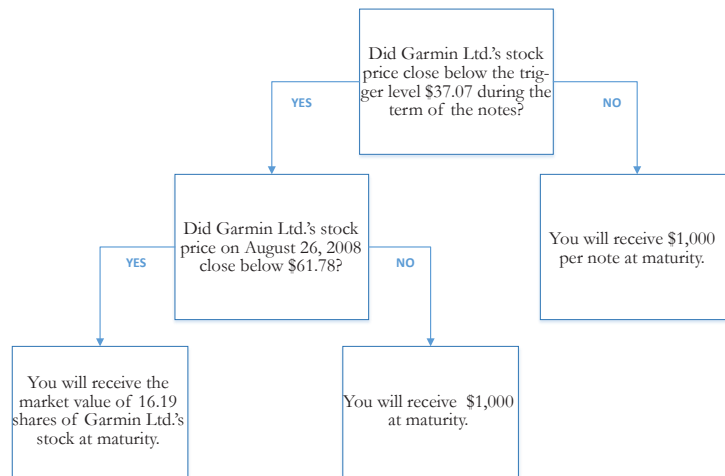 Did Garmin Ltd.'s stock
price close below the trig-
ger level $37.07 during the
term of the notes?
YES
NO
Did Garmin Ltd.'s stock
price on August 26, 2008
close below $61.78?
You will receive $1,000
per note at maturity.
YES
NO
You will receive the
market value of 16.19
shares of Garmin Ltd.'s
stock at maturity.
You will receive $1,000
at maturity.